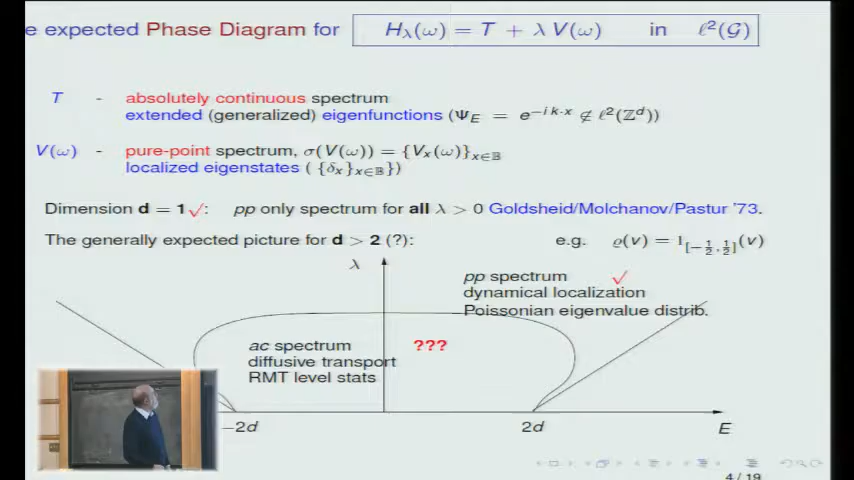 e expected Phase Diagram for H_λ(ω) = T + λ V(ω) in ℓ²(𝒢)
T - absolutely continuous spectrum
extended (generalized) eigenfunctions (Ψ_E = e^{−i k·x} ∉ ℓ²(ℤ^d))
V(ω) - pure-point spectrum, σ(V(ω)) = {V_x(ω)}_{x∈𝔹}
localized eigenstates ( {δ_x}_{x∈𝔹})
Dimension d = 1✓: pp only spectrum for all λ > 0 Goldsheid/Molchanov/Pastur '73.
The generally expected picture for d > 2 (?): e.g. ϱ(v) = 1_{[−1/2,1/2]}(v)
λ
pp spectrum ✓
dynamical localization
Poissonian eigenvalue distrib.
ac spectrum ???
diffusive transport
RMT level stats
−2d 2d E
4 / 19